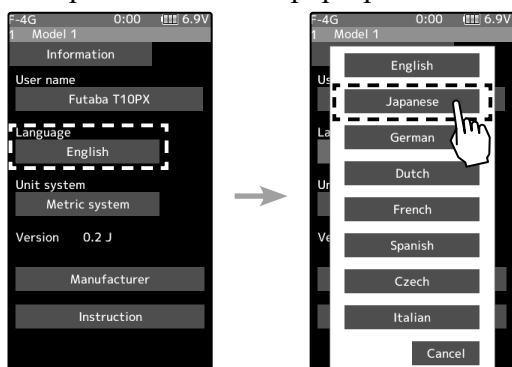 F-4G 0:00 6.9V
1 Model 1
Information
User name
Futaba T10PX
Language
English
Unit system
Metric system
Version 0.2 J
Manufacturer
Instruction
F-4G 0:00 6.9V
1 Model 1
English
Japanese
German
Dutch
French
Spanish
Czech
Italian
Cancel